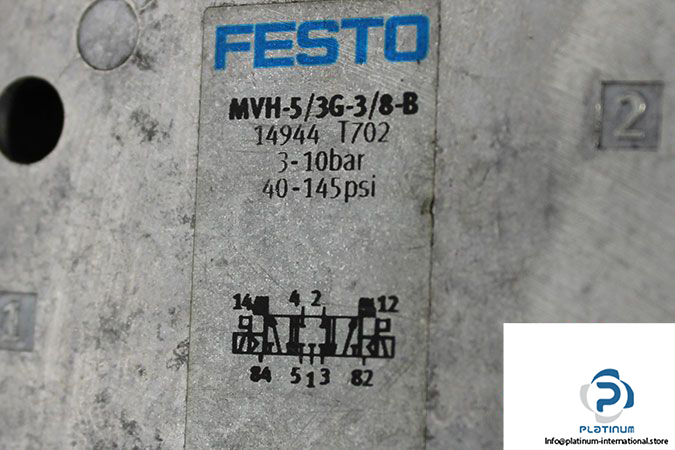 FESTO
MVH-5/3G-3/8-B
14944 T702
3-10bar
40-145psi
2
1
14 4 2 12
84 5 1 3 82
PLATINUM
Info@platinum-international.store